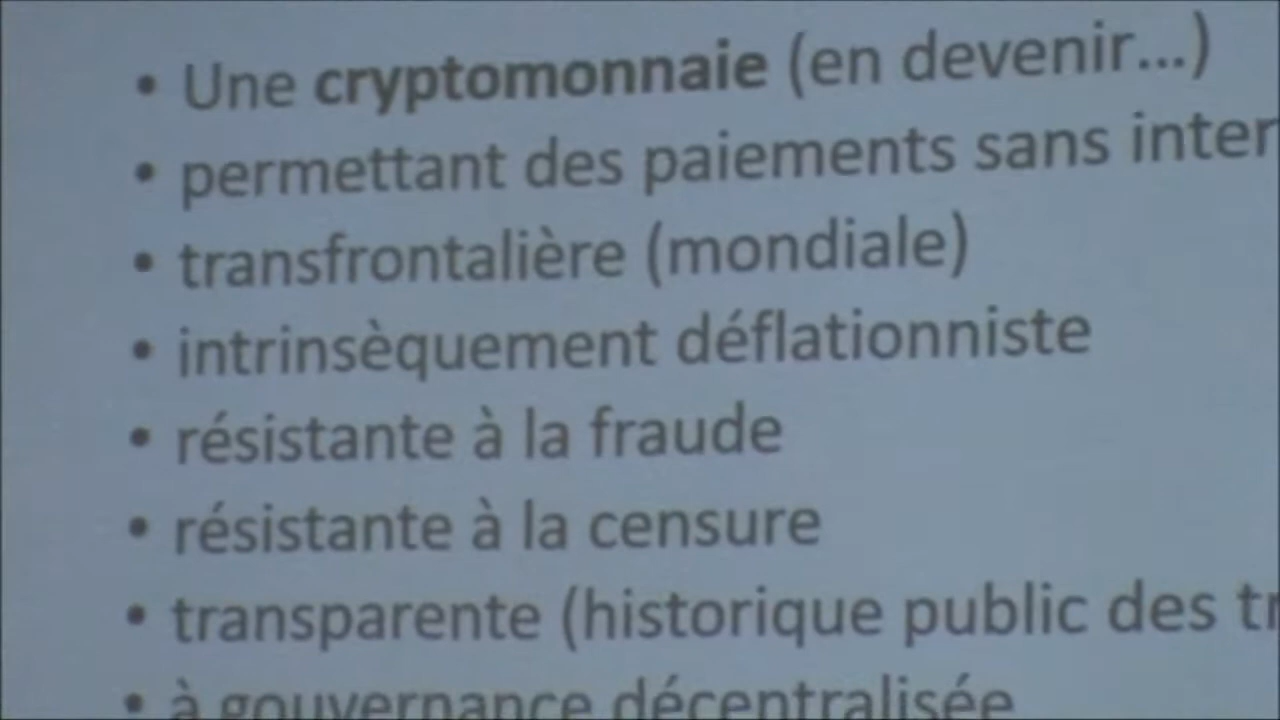 • Une cryptomonnaie (en devenir...)
• permettant des paiements sans inter
• transfrontalière (mondiale)
• intrinsèquement déflationniste
• résistante à la fraude
• résistante à la censure
• transparente (historique public des tr
• à gouvernance décentralisée